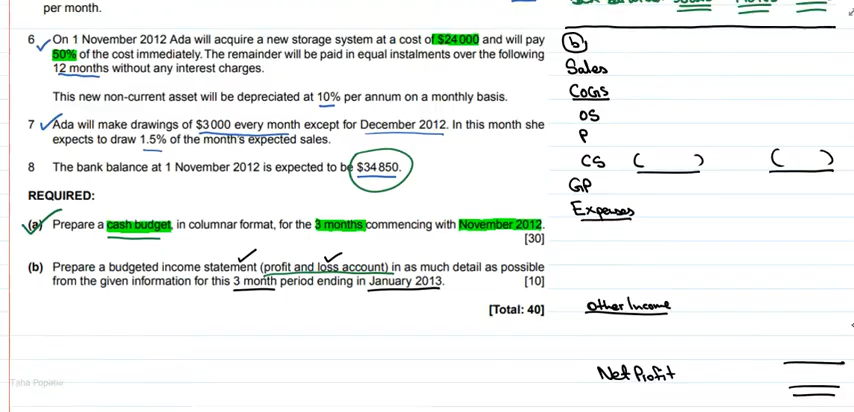 per month.
6 On 1 November 2012 Ada will acquire a new storage system at a cost of $24000 and will pay
50% of the cost immediately. The remainder will be paid in equal instalments over the following
12 months without any interest charges.
This new non-current asset will be depreciated at 10% per annum on a monthly basis.
7 Ada will make drawings of $3000 every month except for December 2012. In this month she
expects to draw 1.5% of the month's expected sales.
8 The bank balance at 1 November 2012 is expected to be $34850.
REQUIRED:
(a) Prepare a cash budget, in columnar format, for the 3 months commencing with November 2012.
[30]
(b) Prepare a budgeted income statement (profit and loss account) in as much detail as possible
from the given information for this 3 month period ending in January 2013.
[10]
[Total: 40]
b)
Sales
COGS
OS
P
CS ( ) ( )
GP
Expenses
Other Income
Net Profit